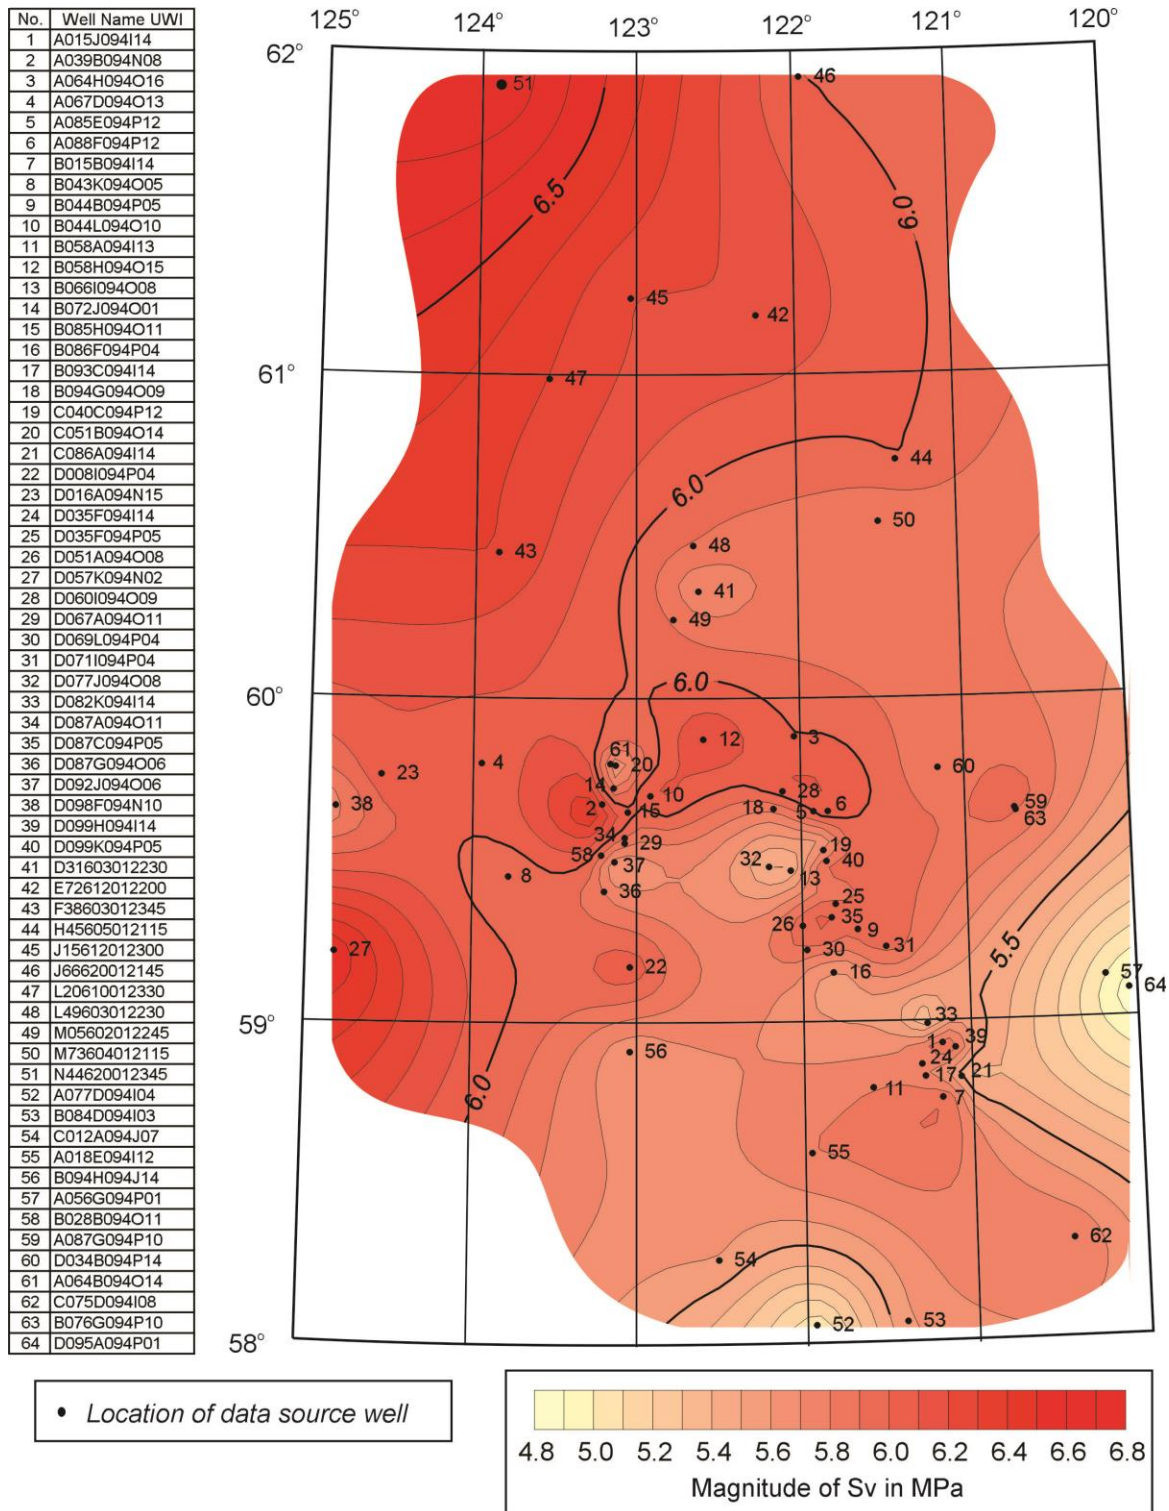 No. Well Name UWI
1 A015J094I14
2 A039B094N08
3 A064H094O16
4 A067D094O13
5 A085E094P12
6 A088F094P12
7 B015B094I14
8 B043K094O05
9 B044B094P05
10 B044L094O10
11 B058A094I13
12 B058H094O15
13 B066I094O08
14 B072J094O01
15 B085H094O11
16 B086F094P04
17 B093C094I14
18 B094G094O09
19 C040C094P12
20 C051B094O14
21 C086A094I14
22 D008I094P04
23 D016A094N15
24 D035F094I14
25 D035F094P05
26 D051A094O08
27 D057K094N02
28 D060I094O09
29 D067A094O11
30 D069L094P04
31 D071I094P04
32 D077J094O08
33 D082K094I14
34 D087A094O11
35 D087C094P05
36 D087G094O06
37 D092J094O06
38 D098F094N10
39 D099H094I14
40 D099K094P05
41 D31603012230
42 E72612012200
43 F38603012345
44 H45605012115
45 J15612012300
46 J66620012145
47 L20610012330
48 L49603012230
49 M05602012245
50 M73604012115
51 N44620012345
52 A077D094I04
53 B084D094I03
54 C012A094J07
55 A018E094I12
56 B094H094J14
57 A056G094P01
58 B028B094O11
59 A087G094P10
60 D034B094P14
61 A064B094O14
62 C075D094I08
63 B076G094P10
64 D095A094P01
125° 124° 123° 122° 121° 120°
62°
51
46
6.5
6.0
45
42
61°
47
44
6.0
50
43
48
41
49
60°
6.0
12
3
61
4
20
60
23
14
28
10
38
2
15
18
5
6
59
63
34
29
19
58
37
32
40
8
13
36
25
35
26
9
27
30
31
5.5
22
16
57
64
59°
33
1
39
56
24
17
21
11
7
6.0
55
62
54
53
52
58°
Location of data source well
4.8 5.0 5.2 5.4 5.6 5.8 6.0 6.2 6.4 6.6 6.8
Magnitude of Sv in MPa